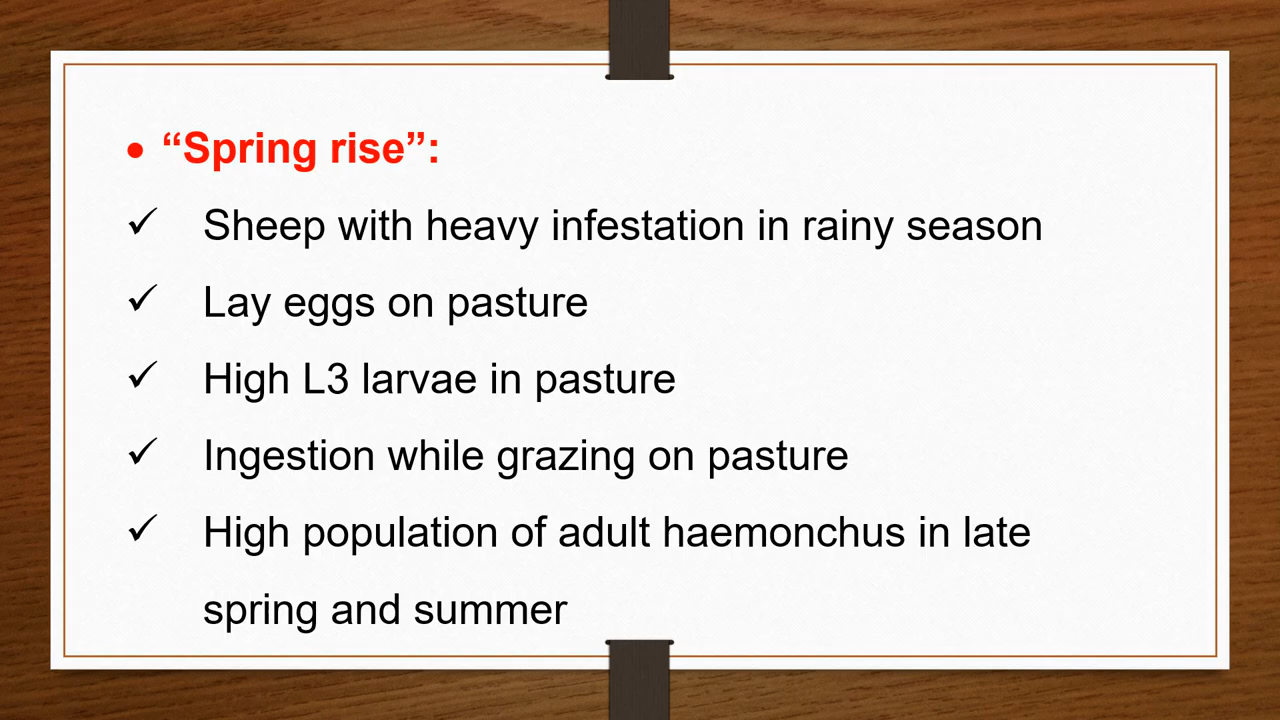 • “Spring rise”:
✓ Sheep with heavy infestation in rainy season
✓ Lay eggs on pasture
✓ High L3 larvae in pasture
✓ Ingestion while grazing on pasture
✓ High population of adult haemonchus in late
spring and summer